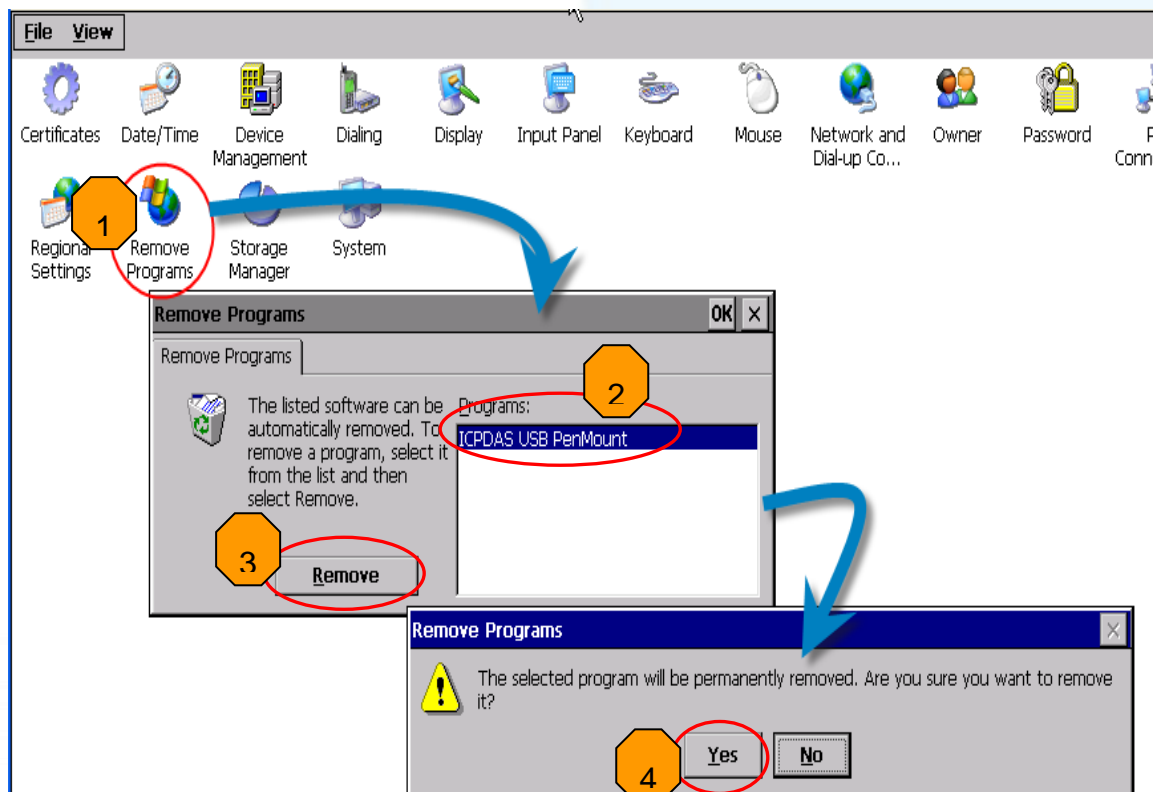 File View
Certificates Date/Time Device Management Dialing Display Input Panel Keyboard Mouse Network and Dial-up Co... Owner Password P Conn
1
Regional Settings Remove Programs Storage Manager System
Remove Programs OK
Remove Programs
The listed software can be
automatically removed. To
remove a program, select it
from the list and then
select Remove.
Programs:
2
ICPDAS USB PenMount
3
Remove
Remove Programs
The selected program will be permanently removed. Are you sure you want to remove
it?
4
Yes No